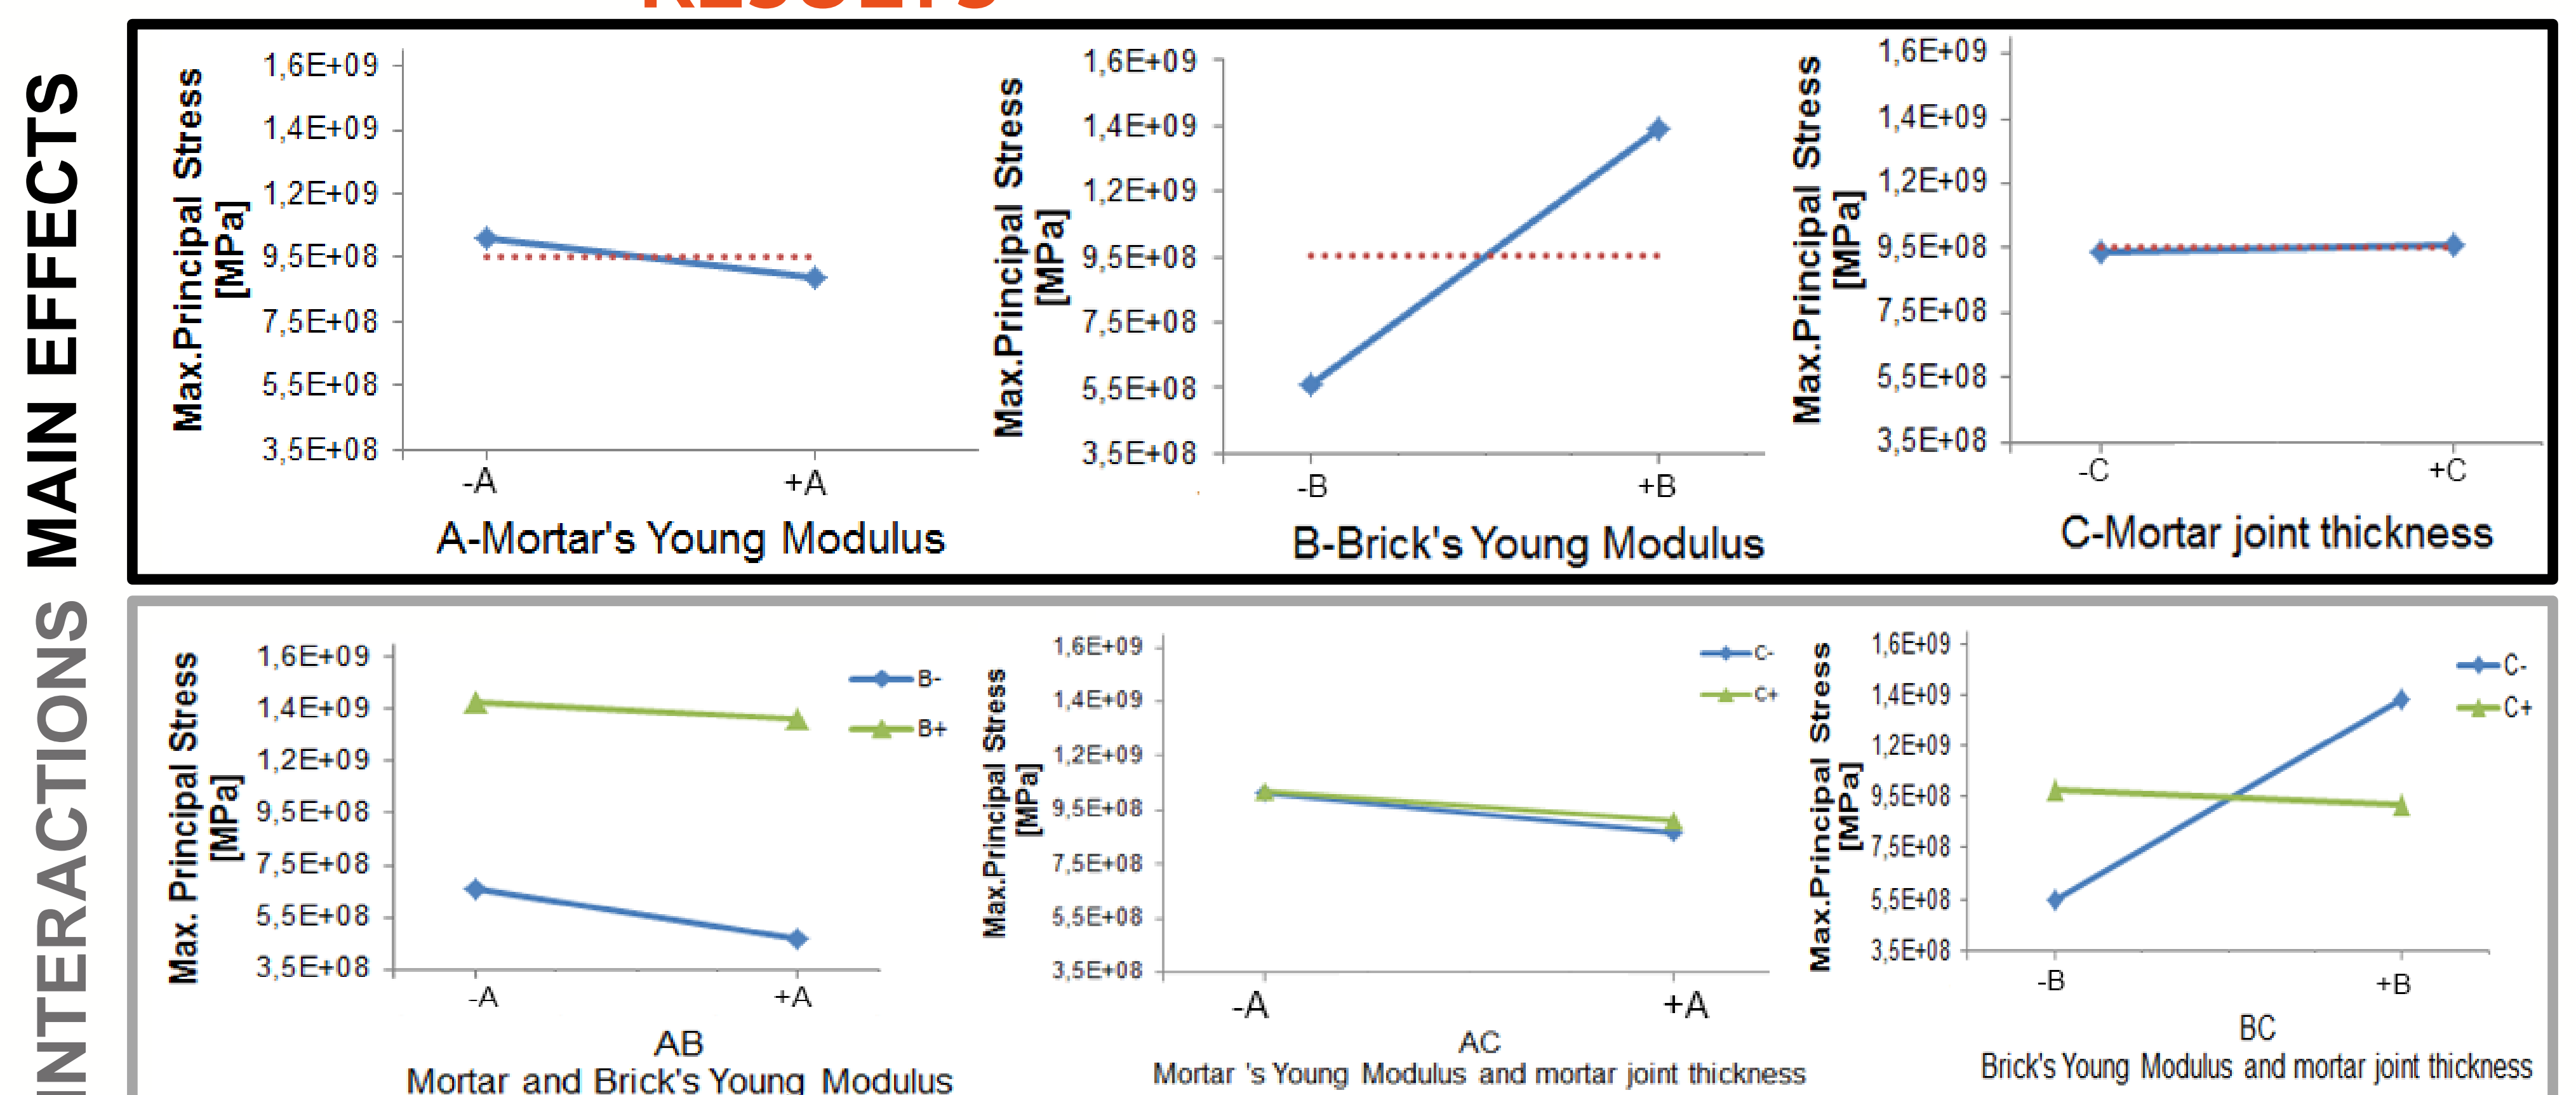 RESULTS
MAIN EFFECTS
Max.Principal Stress
[MPa]
1,6E+09
1,4E+09
1,2E+09
9,5E+08
7,5E+08
5,5E+08
3,5E+08
-A
+A
A-Mortar's Young Modulus
Max.Principal Stress
[MPa]
1,6E+09
1,4E+09
1,2E+09
9,5E+08
7,5E+08
5,5E+08
3,5E+08
-B
+B
B-Brick's Young Modulus
Max.Principal Stress
[MPa]
1,6E+09
1,4E+09
1,2E+09
9,5E+08
7,5E+08
5,5E+08
3,5E+08
-C
+C
C-Mortar joint thickness
INTERACTIONS
Max. Principal Stress
[MPa]
1,6E+09
1,4E+09
1,2E+09
9,5E+08
7,5E+08
5,5E+08
3,5E+08
B-
B+
-A
+A
AB
Mortar and Brick's Young Modulus
Max.Principal Stress
[MPa]
1,6E+09
1,4E+09
1,2E+09
9,5E+08
7,5E+08
5,5E+08
3,5E+08
C-
C+
-A
+A
AC
Mortar 's Young Modulus and mortar joint thickness
Max.Principal Stress
[MPa]
1,6E+09
1,4E+09
1,2E+09
9,5E+08
7,5E+08
5,5E+08
3,5E+08
C-
C+
-B
+B
BC
Brick's Young Modulus and mortar joint thickness